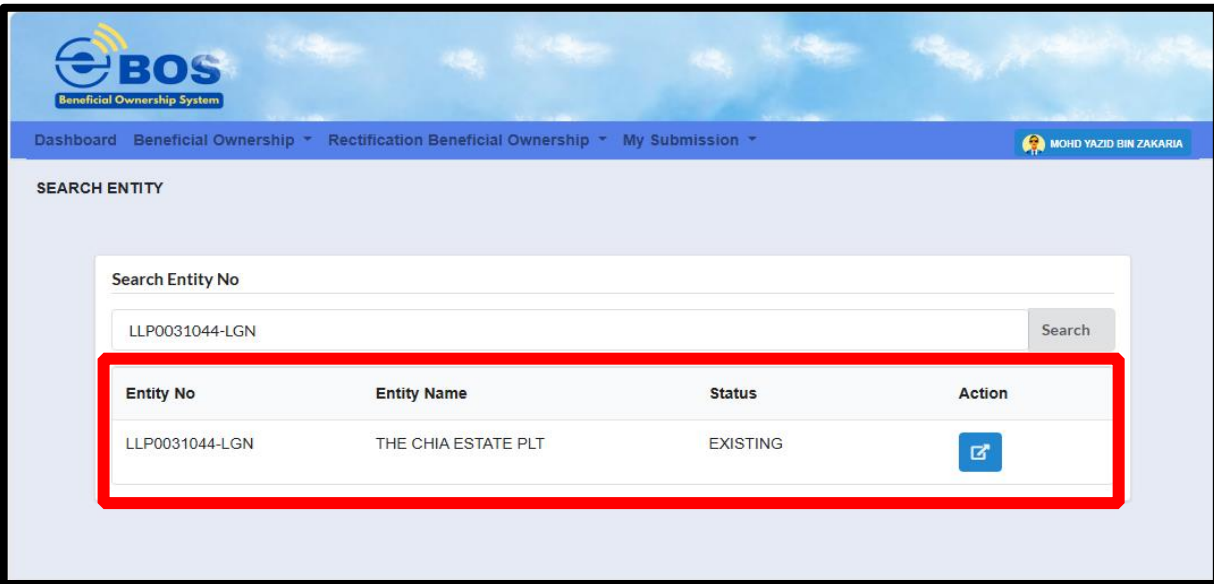 eBOS
Beneficial Ownership System
Dashboard Beneficial Ownership Rectification Beneficial Ownership My Submission MOHD YAZID BIN ZAKARIA
SEARCH ENTITY
Search Entity No
LLP0031044-LGN Search
Entity No Entity Name Status Action
LLP0031044-LGN THE CHIA ESTATE PLT EXISTING